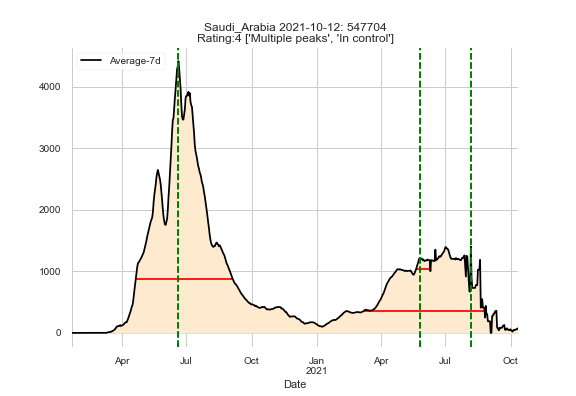 Saudi_Arabia 2021-10-12: 547704
Rating:4 ['Multiple peaks', 'In control']
Average-7d
4000
3000
2000
1000
0
Apr Jul Oct Jan Apr Jul Oct
2021
Date